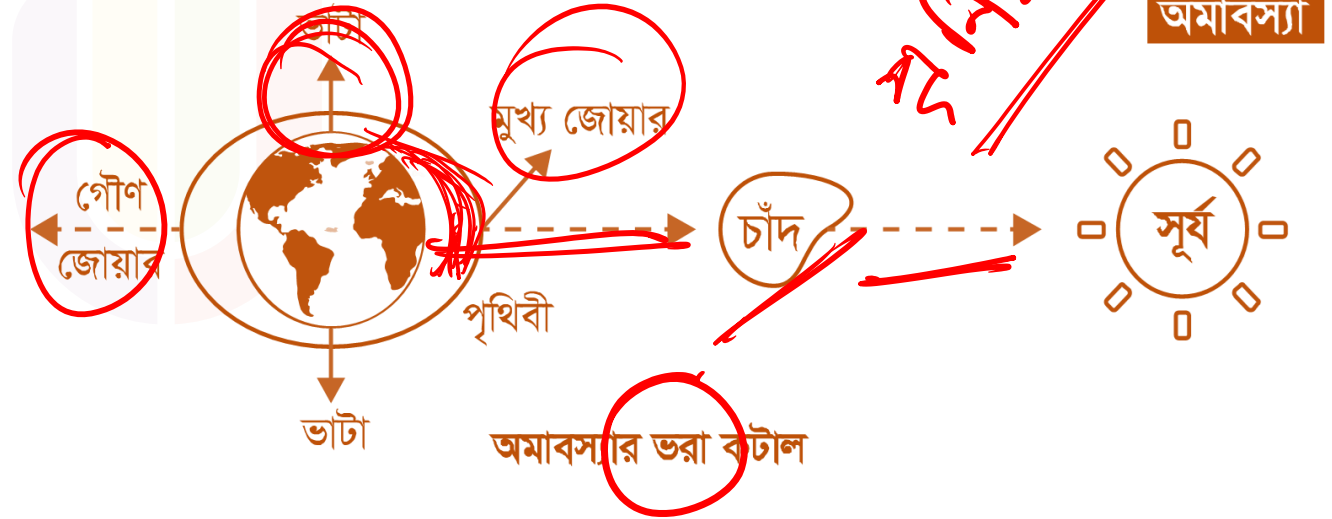 অমাবস্যা
ভাটা
মুখ্য জোয়ার
গৌণ
জোয়ার
চাঁদ
সূর্য
পৃথিবী
ভাটা
অমাবস্যার ভরা কটাল